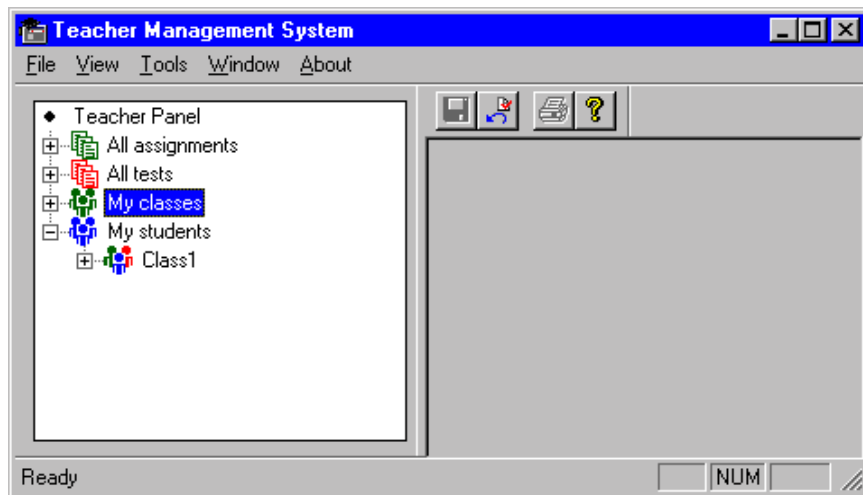 Teacher Management System
File View Tools Window About
Teacher Panel
All assignments
All tests
My classes
My students
Class1
Ready
NUM